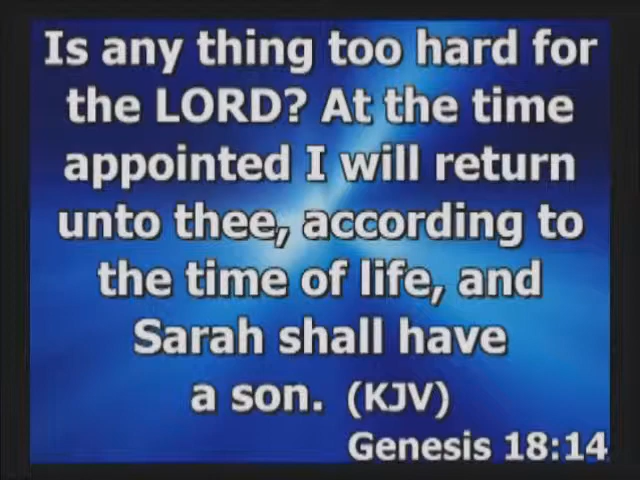 Is any thing too hard for
the LORD? At the time
appointed I will return
unto thee, according to
the time of life, and
Sarah shall have
a son. (KJV)
Genesis 18:14